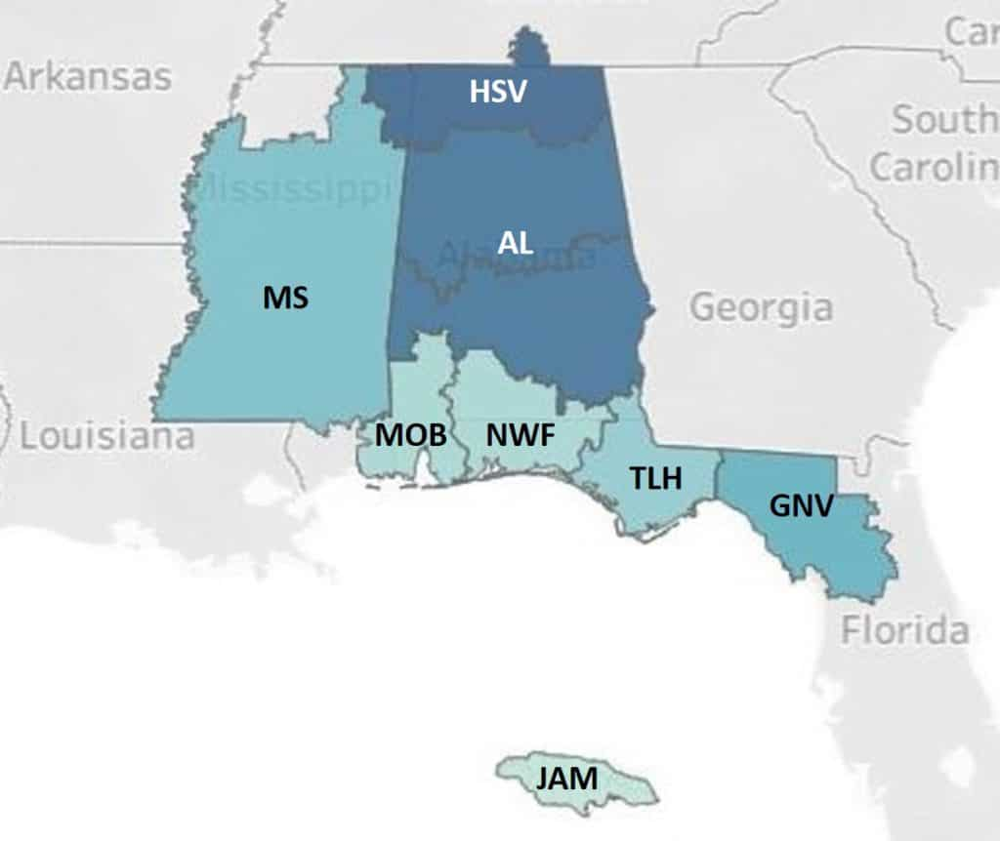 Car
Arkansas
HSV
South
Carolin
Mississippi
AL
Alabama
MS
Georgia
Louisiana
MOB
NWF
TLH
GNV
Florida
JAM